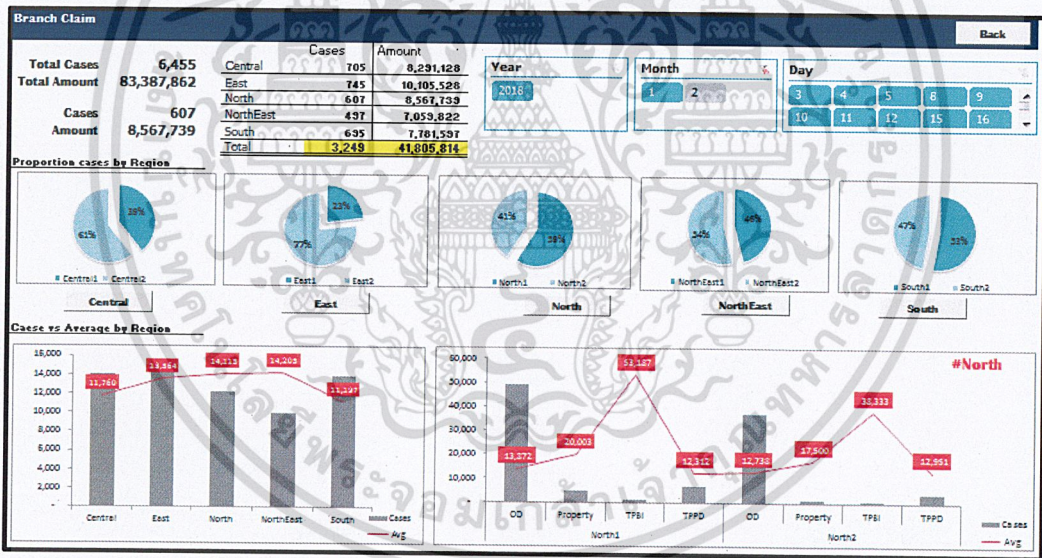 Branch Claim
Back
Total Cases 6,455
Total Amount 83,387,862
Cases 607
Amount 8,567,739
Cases Amount
Central 705 8,291,128
East 745 10,105,528
North 607 8,567,739
NorthEast 497 7,059,822
South 695 7,781,597
Total 3,249 41,805,814
Year
2018
Month
1 2
Day
3 4 5 8 9
10 11 12 15 16
Proportion cases by Region
39%
61%
Central1 Central2
Central
23%
77%
East1 East2
East
41%
North1 North2
North
46%
54%
NorthEast1 NorthEast2
NorthEast
47%
53%
South1 South2
South
Caese vs Average by Region
16,000
14,000
12,000
10,000
8,000
6,000
4,000
2,000
-
11,760
13,564
14,205
11,197
Central East North NorthEast South
Cases
Avg
#North
60,000
50,000
40,000
30,000
20,000
10,000
-
13,872
20,003
53,187
12,312
12,738
17,500
38,333
12,951
OD Property TPBI TPPD OD Property TPBI TPPD
North1 North2
Cases
Avg